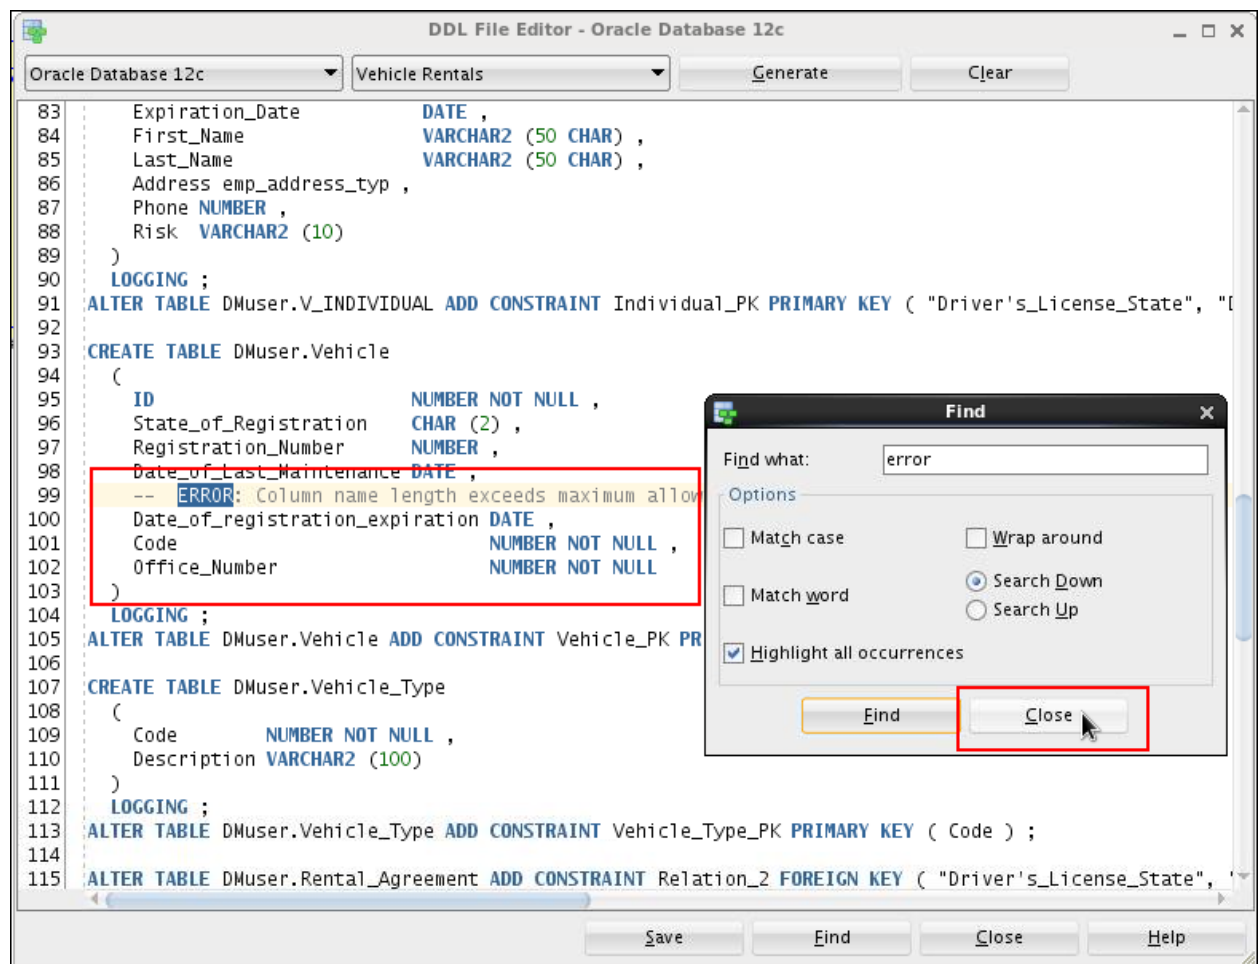 DDL File Editor - Oracle Database 12c
Oracle Database 12c Vehicle Rentals Generate Clear
83 Expiration_Date DATE ,
84 First_Name VARCHAR2 (50 CHAR) ,
85 Last_Name VARCHAR2 (50 CHAR) ,
86 Address emp_address_typ ,
87 Phone NUMBER ,
88 Risk VARCHAR2 (10)
89 )
90 LOGGING ;
91 ALTER TABLE DMuser.V_INDIVIDUAL ADD CONSTRAINT Individual_PK PRIMARY KEY ( "Driver's_License_State", "D
92
93 CREATE TABLE DMuser.Vehicle
94 (
95 ID NUMBER NOT NULL ,
96 State_of_Registration CHAR (2) ,
97 Registration_Number NUMBER ,
98 Date_of_Last_Maintenance DATE ,
99 -- ERROR: Column name length exceeds maximum allow
100 Date_of_registration_expiration DATE ,
101 Code NUMBER NOT NULL ,
102 Office_Number NUMBER NOT NULL
103 )
104 LOGGING ;
105 ALTER TABLE DMuser.Vehicle ADD CONSTRAINT Vehicle_PK PR
106
107 CREATE TABLE DMuser.Vehicle_Type
108 (
109 Code NUMBER NOT NULL ,
110 Description VARCHAR2 (100)
111 )
112 LOGGING ;
113 ALTER TABLE DMuser.Vehicle_Type ADD CONSTRAINT Vehicle_Type_PK PRIMARY KEY ( Code ) ;
114
115 ALTER TABLE DMuser.Rental_Agreement ADD CONSTRAINT Relation_2 FOREIGN KEY ( "Driver's_License_State", '
Find
Find what: error
Options
Match case Wrap around
Search Down
Match word
Search Up
Highlight all occurrences
Find Close
Save Find Close Help